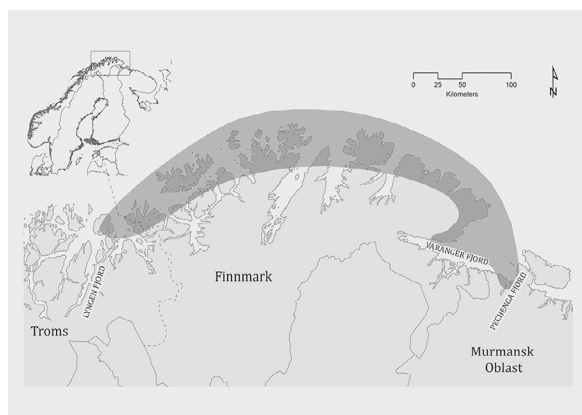 0 25 50 100
Kilometers
N
VARANGER FJORD
Finnmark
LYNGEN FJORD
PECHENGA FJORD
Troms
Murmansk
Oblast